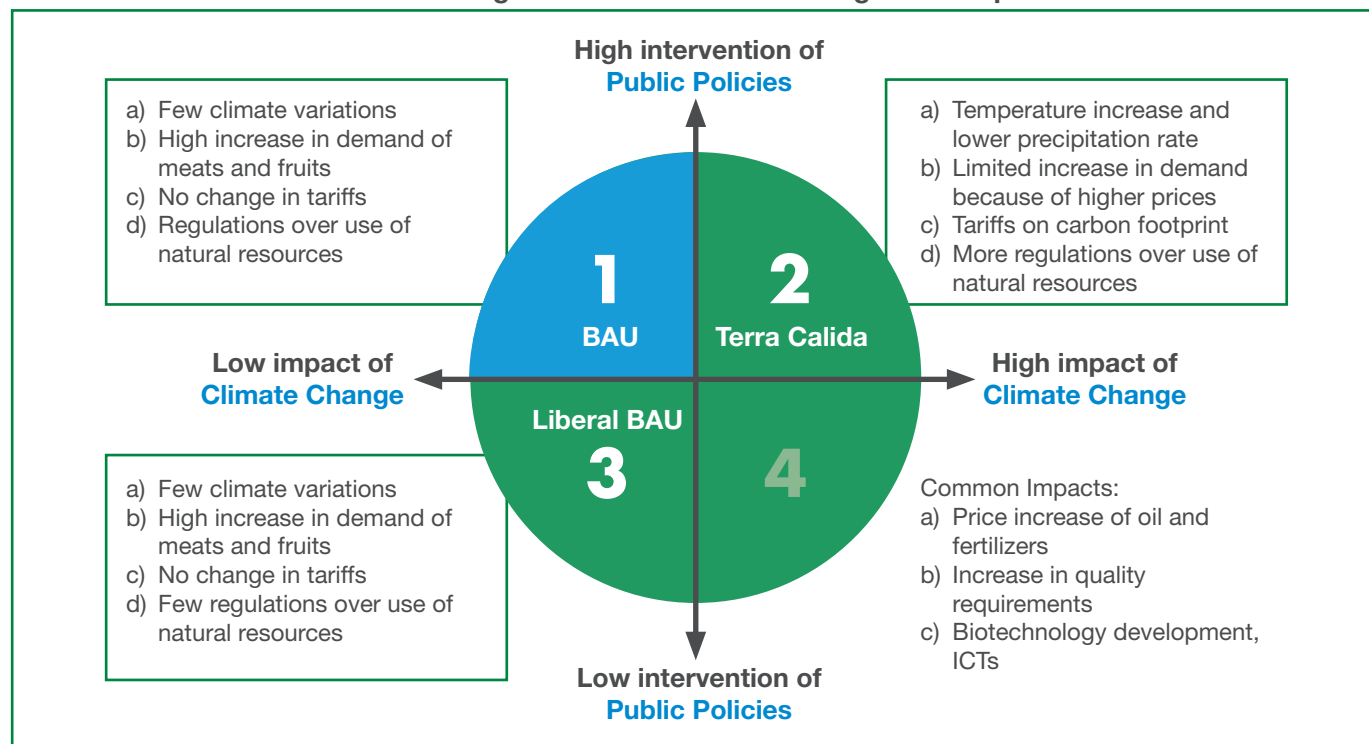 High intervention of
Public Policies
a) Few climate variations
b) High increase in demand of
meats and fruits
c) No change in tariffs
d) Regulations over use of
natural resources
a) Temperature increase and
lower precipitation rate
b) Limited increase in demand
because of higher prices
c) Tariffs on carbon footprint
d) More regulations over use of
natural resources
1
BAU
2
Terra Calida
Low impact of
Climate Change
High impact of
Climate Change
Liberal BAU
3
4
a) Few climate variations
b) High increase in demand of
meats and fruits
c) No change in tariffs
d) Few regulations over use of
natural resources
Common Impacts:
a) Price increase of oil and
fertilizers
b) Increase in quality
requirements
c) Biotechnology development,
ICTs
Low intervention of
Public Policies